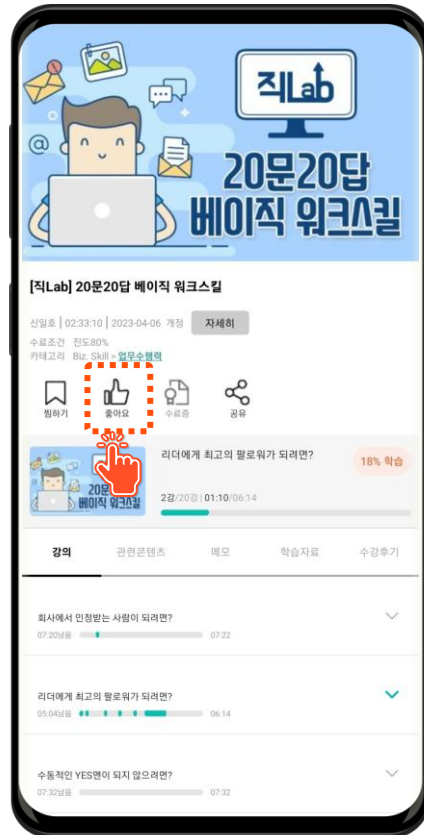 직Lab
20문20답
베이직 워크스킬
[직Lab] 20문20답 베이직 워크스킬
신일호 | 02:33:10 | 2023-04-06 개정 자세히
수료조건 진도80%
카테고리 Biz. Skill > 업무수행력
찜하기 좋아요 수료증 공유
리더에게 최고의 팔로워가 되려면?
18% 학습
베이직 워크스킬
2강/20강 | 01:10/06:14
강의 관련콘텐츠 메모 학습자료 수강후기
회사에서 인정받는 사람이 되려면?
07:20남음 07:22
리더에게 최고의 팔로워가 되려면?
05:04남음 06:14
수동적인 YES맨이 되지 않으려면?
07:32남음 07:32